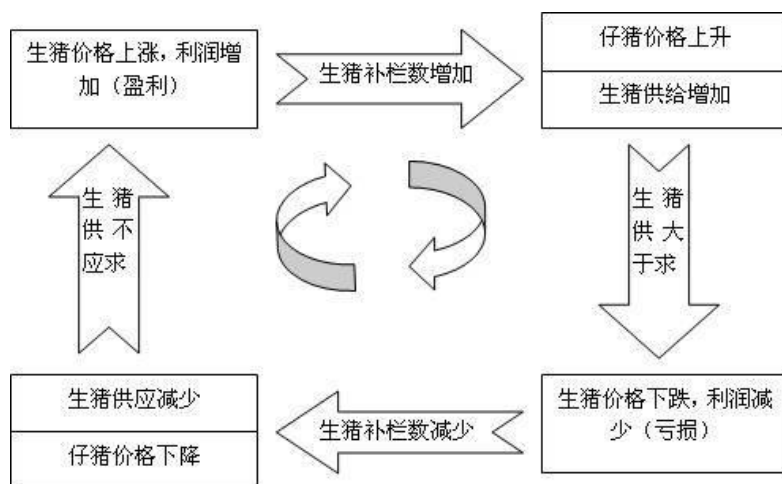 生猪价格上涨，利润增
加（盈利）
生猪补栏数增加
仔猪价格上升
生猪供给增加
生 猪
供 大
于求
生猪价格下跌，利润减
少（亏损）
生猪补栏数减少
生猪供应减少
仔猪价格下降
生 猪
供 不
应求